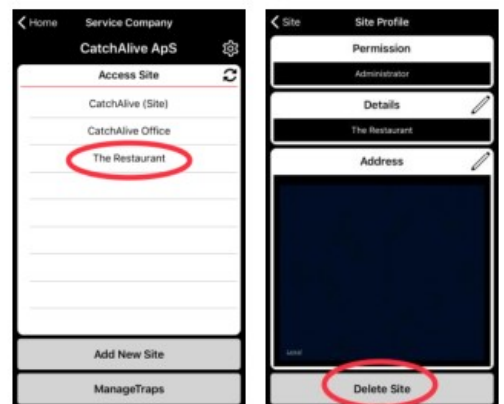 Home Service Company
CatchAlive ApS
Access Site
CatchAlive (Site)
CatchAlive Office
The Restaurant
Add New Site
ManageTraps
Site Site Profile
Permission
Administrator
Details
The Restaurant
Address
Legal
Delete Site